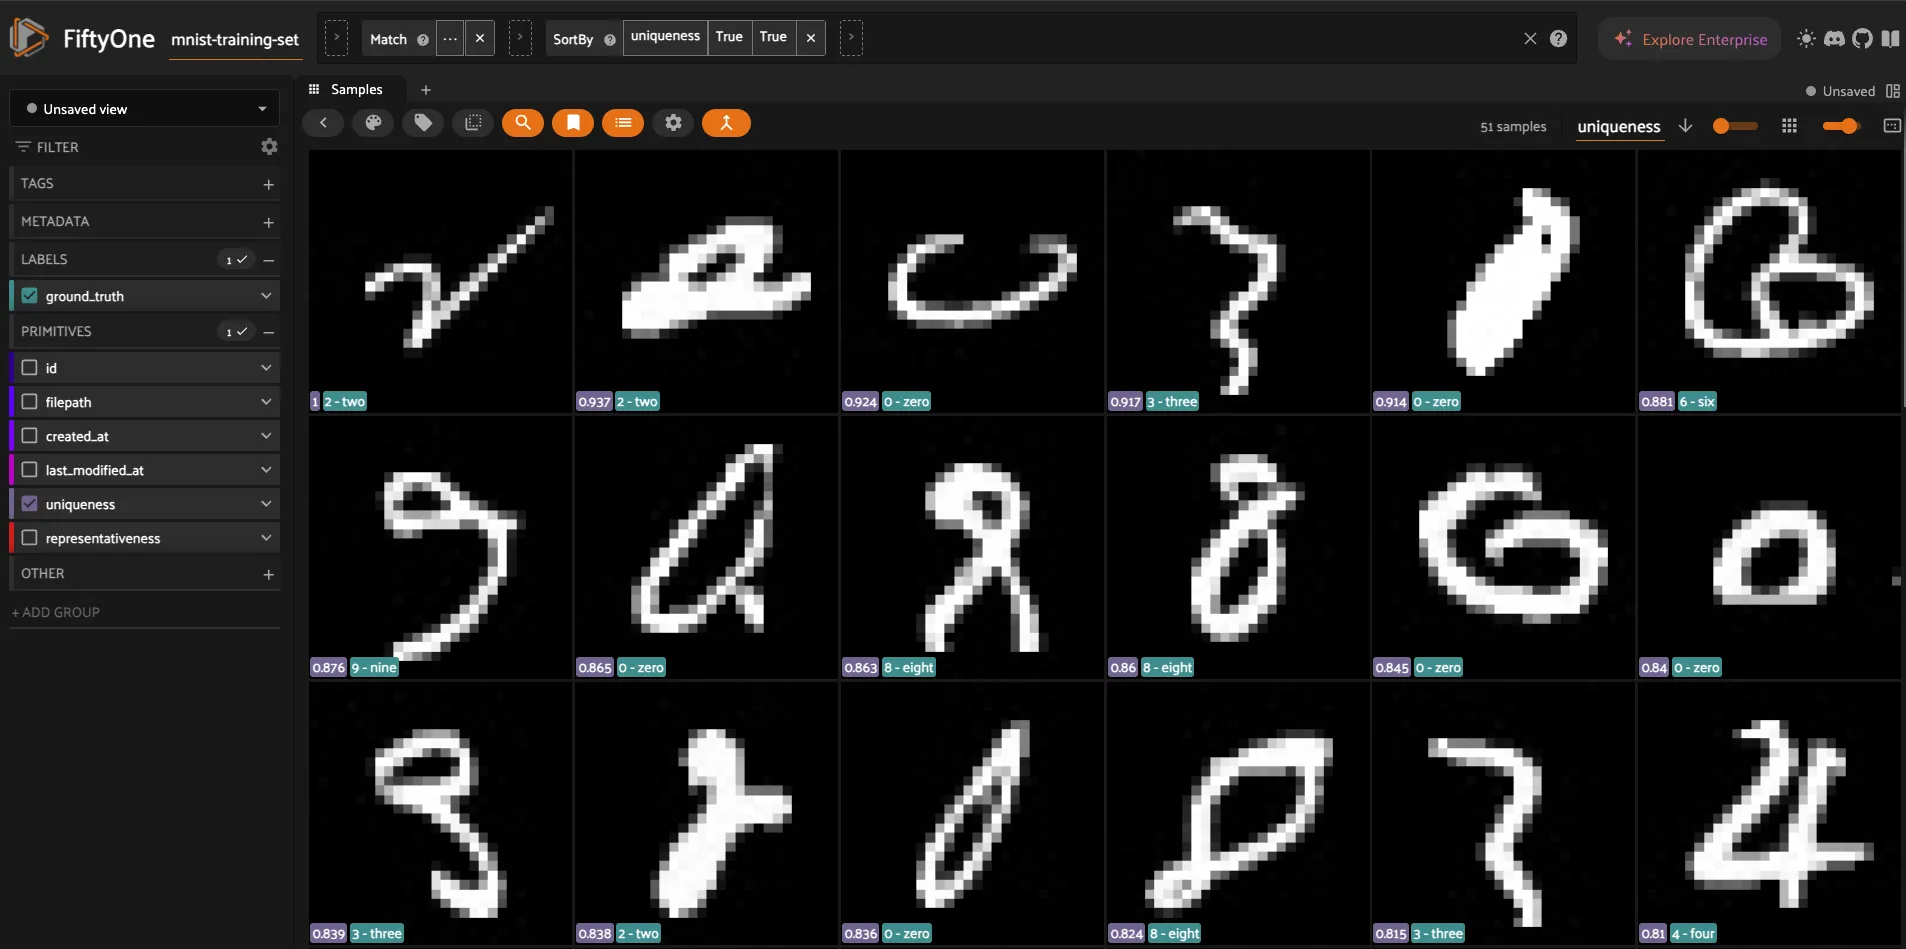 FiftyOne mnist-training-set Match ... SortBy uniqueness True True Explore Enterprise
Samples
Unsaved view
Unsaved
51 samples uniqueness
FILTER
TAGS
METADATA
LABELS 1
ground_truth
PRIMITIVES 1
id
filepath
created_at
last_modified_at
uniqueness
representativeness
OTHER
+ ADD GROUP
1 2 - two 0.937 2 - two 0.924 0 - zero 0.917 3 - three 0.914 0 - zero 0.881 6 - six
0.876 9 - nine 0.865 0 - zero 0.863 8 - eight 0.86 8 - eight 0.845 0 - zero 0.84 0 - zero
0.839 3 - three 0.838 2 - two 0.836 0 - zero 0.824 8 - eight 0.815 3 - three 0.81 4 - four